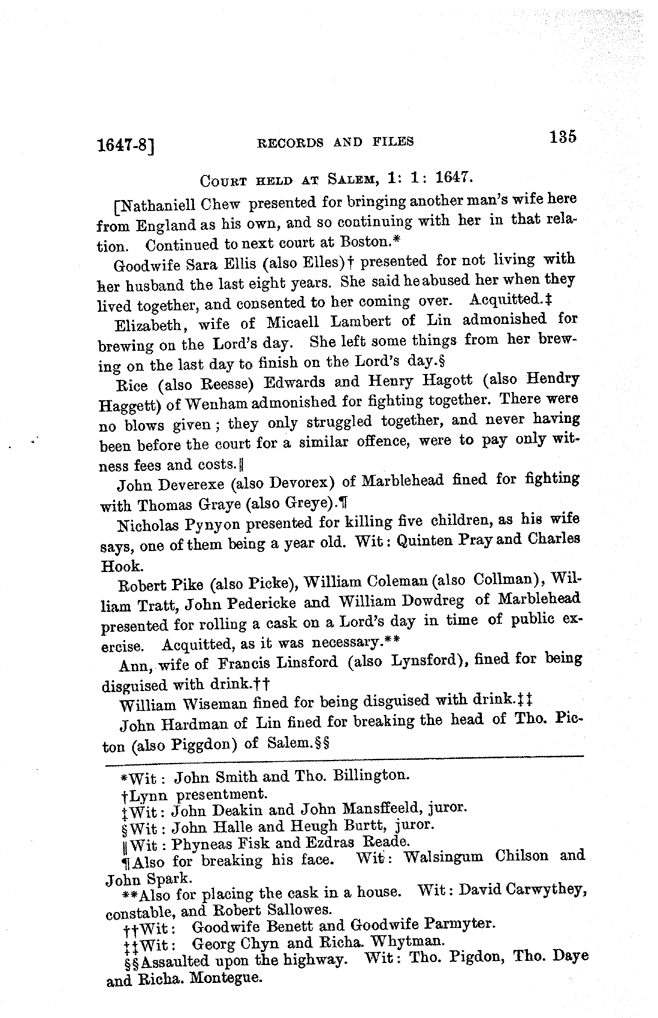 1647-8] RECORDS AND FILES 135
COURT HELD AT SALEM, 1: 1: 1647.
[Nathaniell Chew presented for bringing another man's wife here
from England as his own, and so continuing with her in that rela-
tion. Continued to next court at Boston.*
Goodwife Sara Ellis (also Elles)† presented for not living with
her husband the last eight years. She said he abused her when they
lived together, and consented to her coming over. Acquitted.‡
Elizabeth, wife of Micaell Lambert of Lin admonished for
brewing on the Lord's day. She left some things from her brew-
ing on the last day to finish on the Lord's day.§
Rice (also Reesse) Edwards and Henry Hagott (also Hendry
Haggett) of Wenham admonished for fighting together. There were
no blows given; they only struggled together, and never having
been before the court for a similar offence, were to pay only wit-
ness fees and costs.‖
John Deverexe (also Devorex) of Marblehead fined for fighting
with Thomas Graye (also Greye).¶
Nicholas Pynyon presented for killing five children, as his wife
says, one of them being a year old. Wit: Quinten Pray and Charles
Hook.
Robert Pike (also Picke), William Coleman (also Collman), Wil-
liam Tratt, John Pedericke and William Dowdreg of Marblehead
presented for rolling a cask on a Lord's day in time of public ex-
ercise. Acquitted, as it was necessary.**
Ann, wife of Francis Linsford (also Lynsford), fined for being
disguised with drink.††
William Wiseman fined for being disguised with drink.‡‡
John Hardman of Lin fined for breaking the head of Tho. Pic-
ton (also Piggdon) of Salem.§§
*Wit: John Smith and Tho. Billington.
†Lynn presentment.
‡Wit: John Deakin and John Mansffeeld, juror.
§Wit: John Halle and Heugh Burtt, juror.
‖Wit: Phyneas Fisk and Ezdras Reade.
¶Also for breaking his face. Wit: Walsingum Chilson and
John Spark.
**Also for placing the cask in a house. Wit: David Carwythey,
constable, and Robert Sallowes.
††Wit: Goodwife Benett and Goodwife Parmyter.
‡‡Wit: Georg Chyn and Richa. Whytman.
§§Assaulted upon the highway. Wit: Tho. Pigdon, Tho. Daye
and Richa. Montegue.